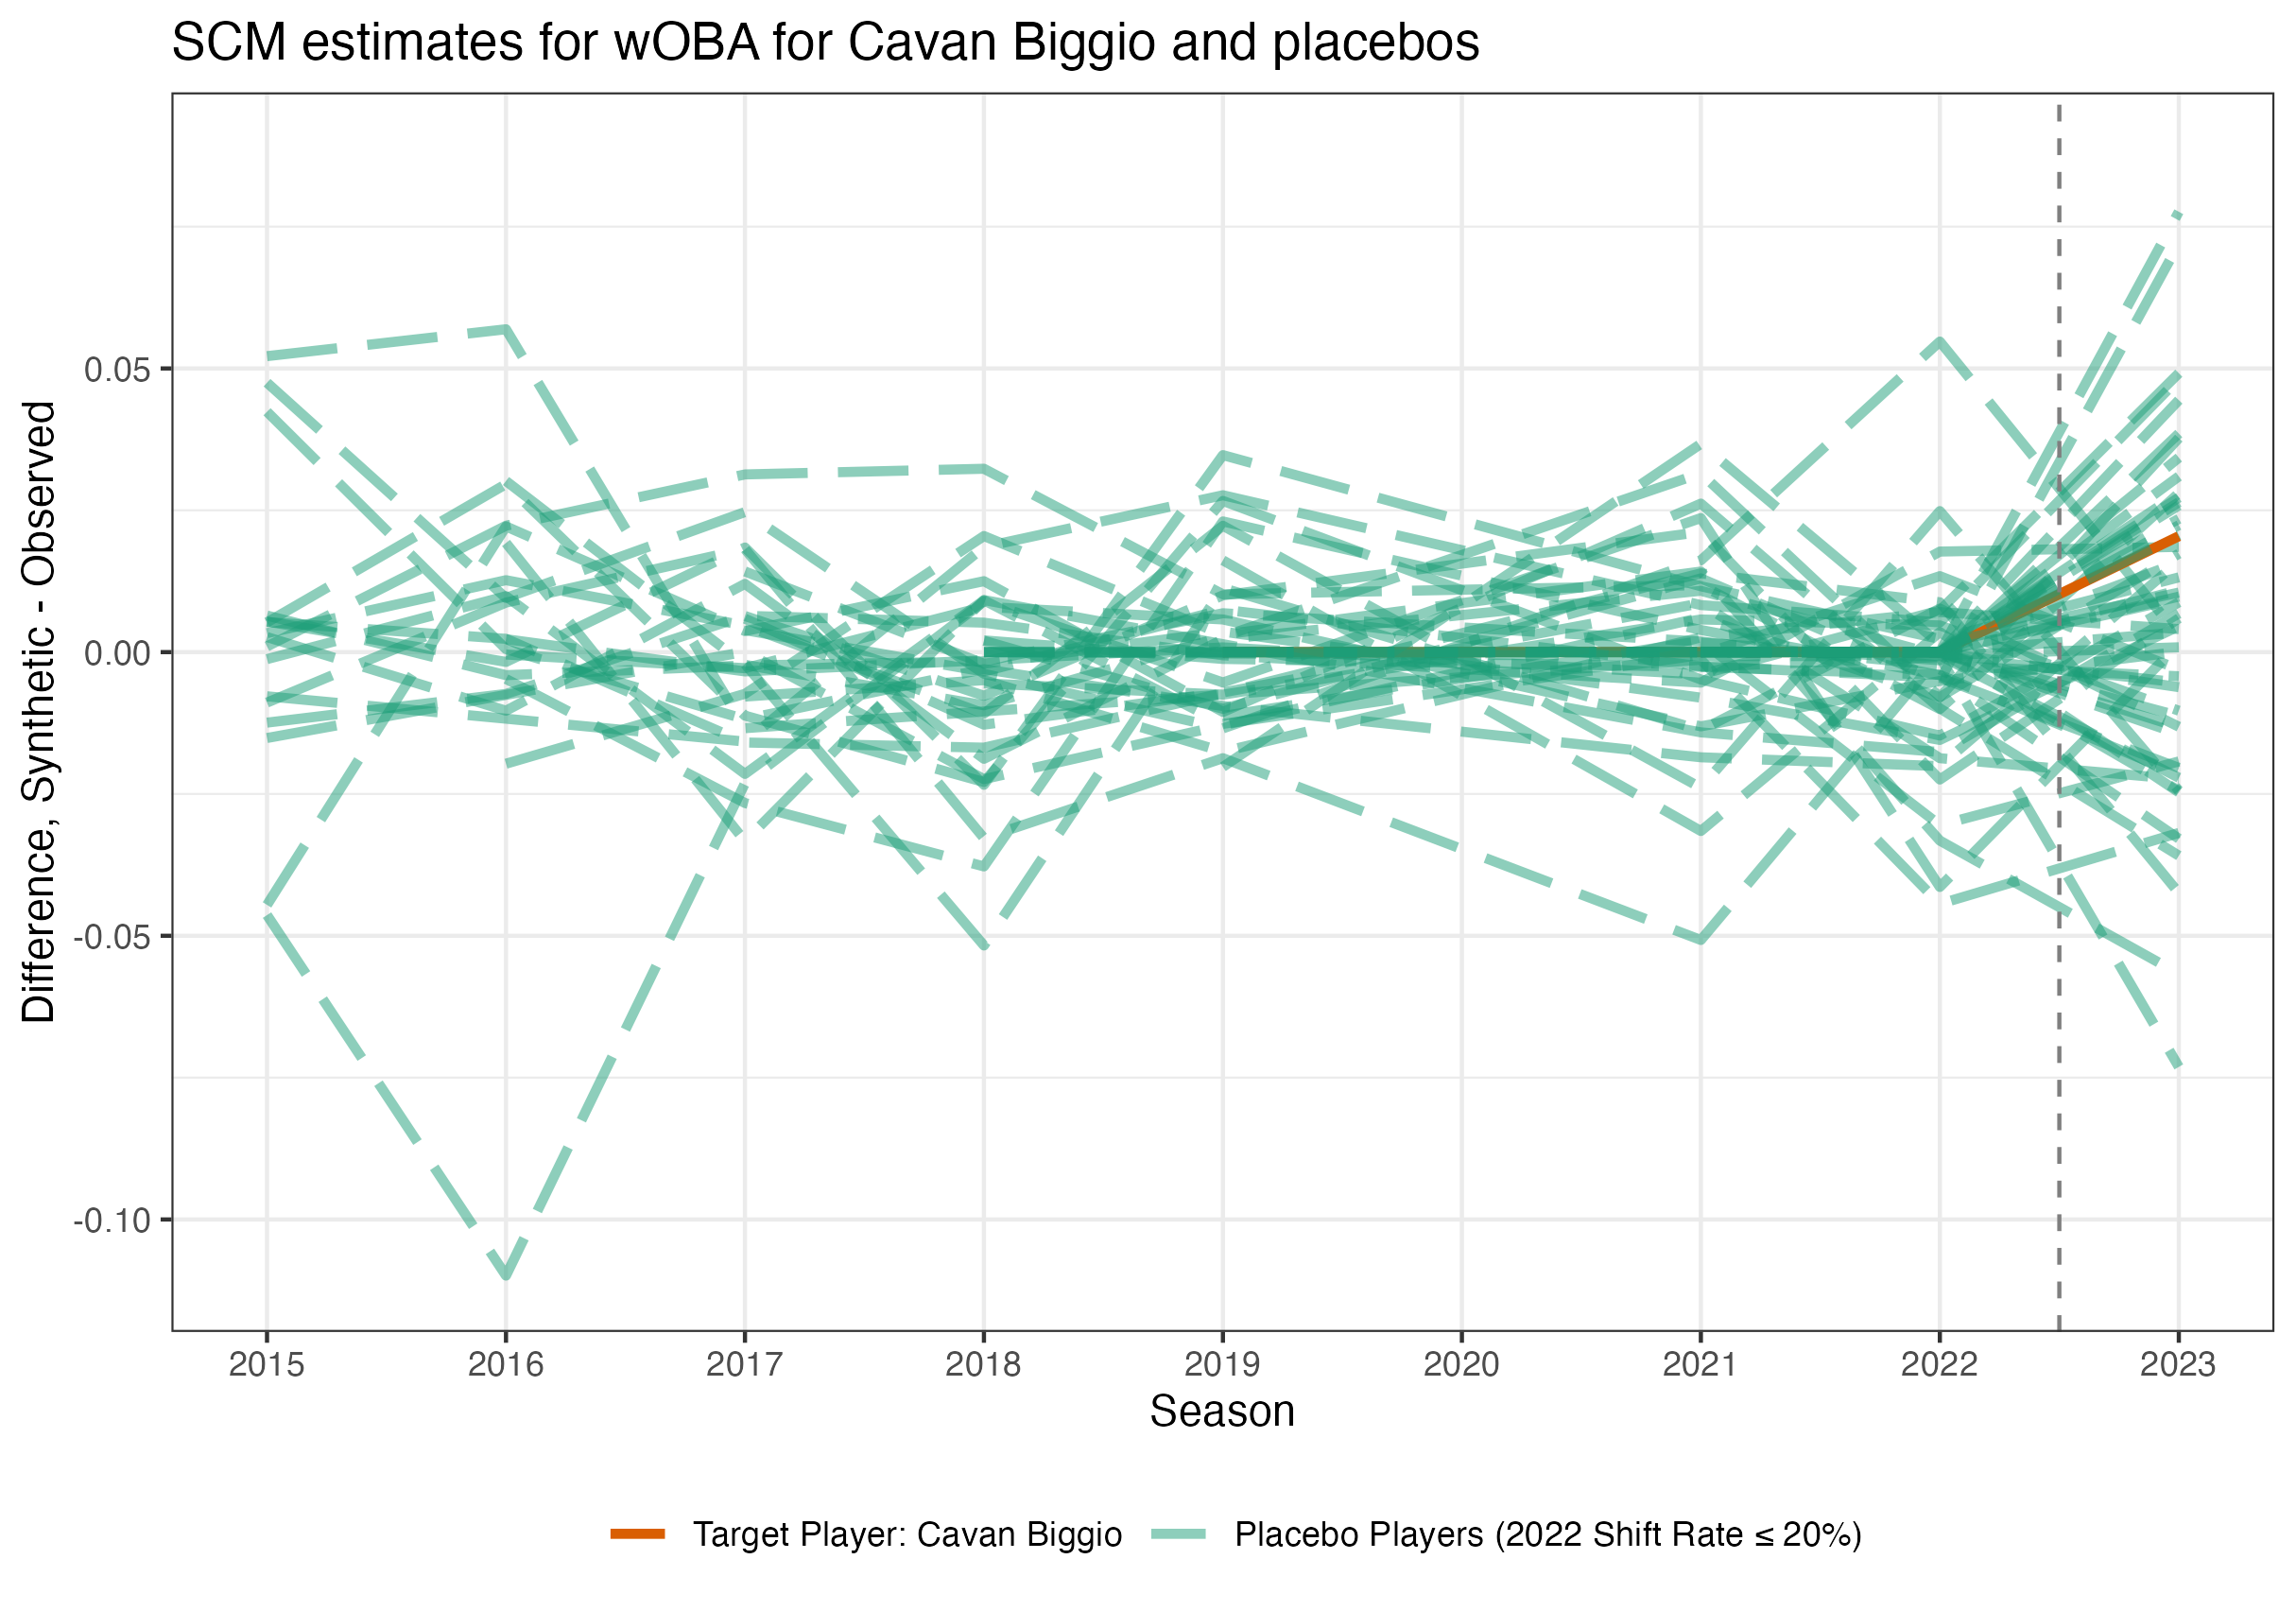 SCM estimates for wOBA for Cavan Biggio and placebos
Difference, Synthetic - Observed
0.05
0.00
-0.05
-0.10
2015 2016 2017 2018 2019 2020 2021 2022 2023
Season
Target Player: Cavan Biggio Placebo Players (2022 Shift Rate ≤ 20%)